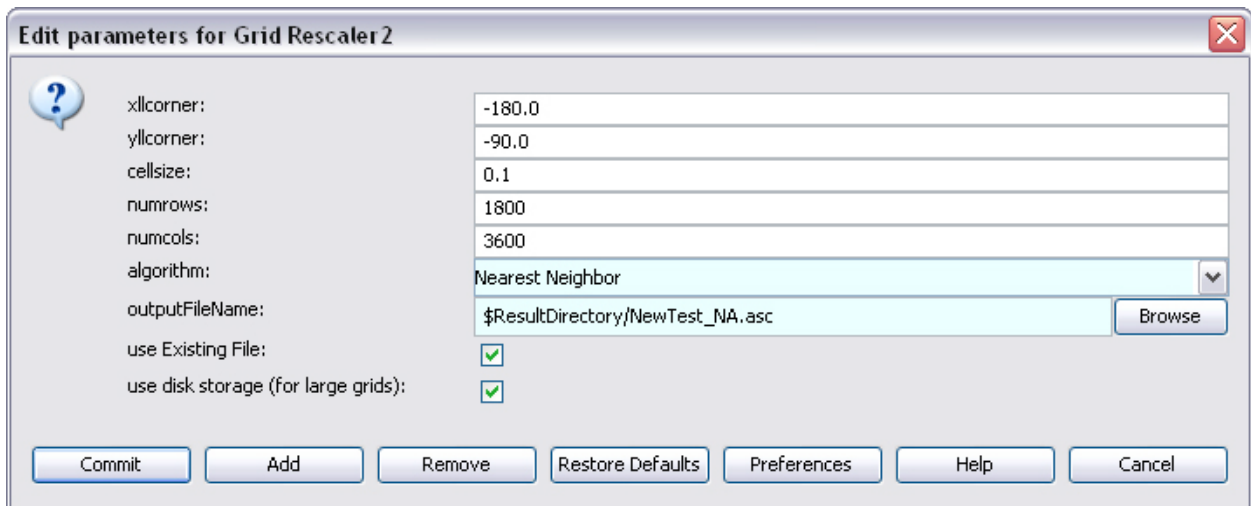 Edit parameters for Grid Rescaler2
xllcorner: -180.0
yllcorner: -90.0
cellsize: 0.1
numrows: 1800
numcols: 3600
algorithm: Nearest Neighbor
outputFileName: $ResultDirectory/NewTest_NA.asc Browse
use Existing File:
use disk storage (for large grids):
Commit Add Remove Restore Defaults Preferences Help Cancel